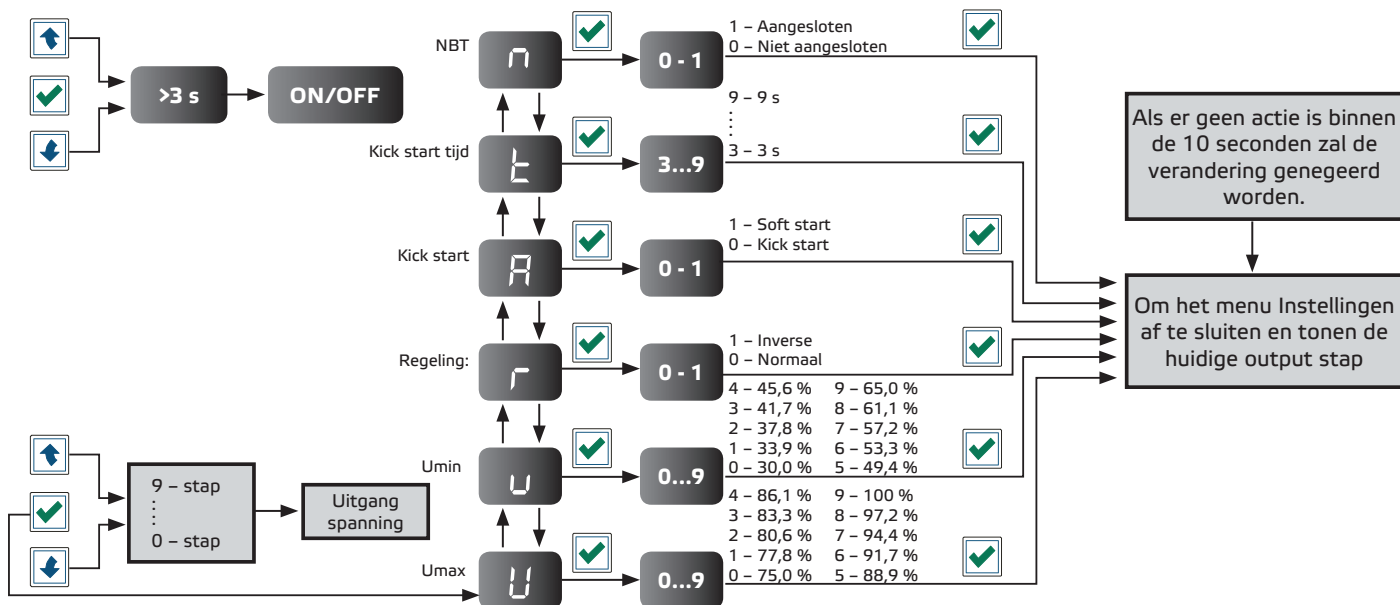 >3 s
ON/OFF
NBT
n
0 - 1
1 – Aangesloten
0 – Niet aangesloten
Kick start tijd
t
3...9
9 – 9 s
⋮
3 – 3 s
Kick start
A
0 - 1
1 – Soft start
0 – Kick start
Regeling:
r
0 - 1
1 – Inverse
0 – Normaal
Umin
u
0...9
4 – 45,6 % 9 – 65,0 %
3 – 41,7 % 8 – 61,1 %
2 – 37,8 % 7 – 57,2 %
1 – 33,9 % 6 – 53,3 %
0 – 30,0 % 5 – 49,4 %
Umax
U
0...9
4 – 86,1 % 9 – 100 %
3 – 83,3 % 8 – 97,2 %
2 – 80,6 % 7 – 94,4 %
1 – 77,8 % 6 – 91,7 %
0 – 75,0 % 5 – 88,9 %
9 – stap
⋮
0 – stap
Uitgang
spanning
Als er geen actie is binnen
de 10 seconden zal de
verandering genegeerd
worden.
Om het menu Instellingen
af te sluiten en tonen de
huidige output stap